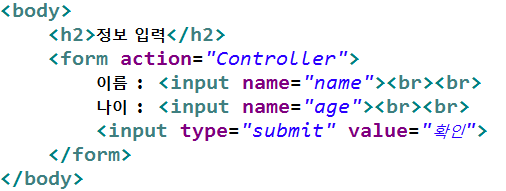 <body>
<h2>정보 입력</h2>
<form action="Controller">
이름 : <input name="name"><br><br>
나이 : <input name="age"><br><br>
<input type="submit" value="확인">
</form>
</body>